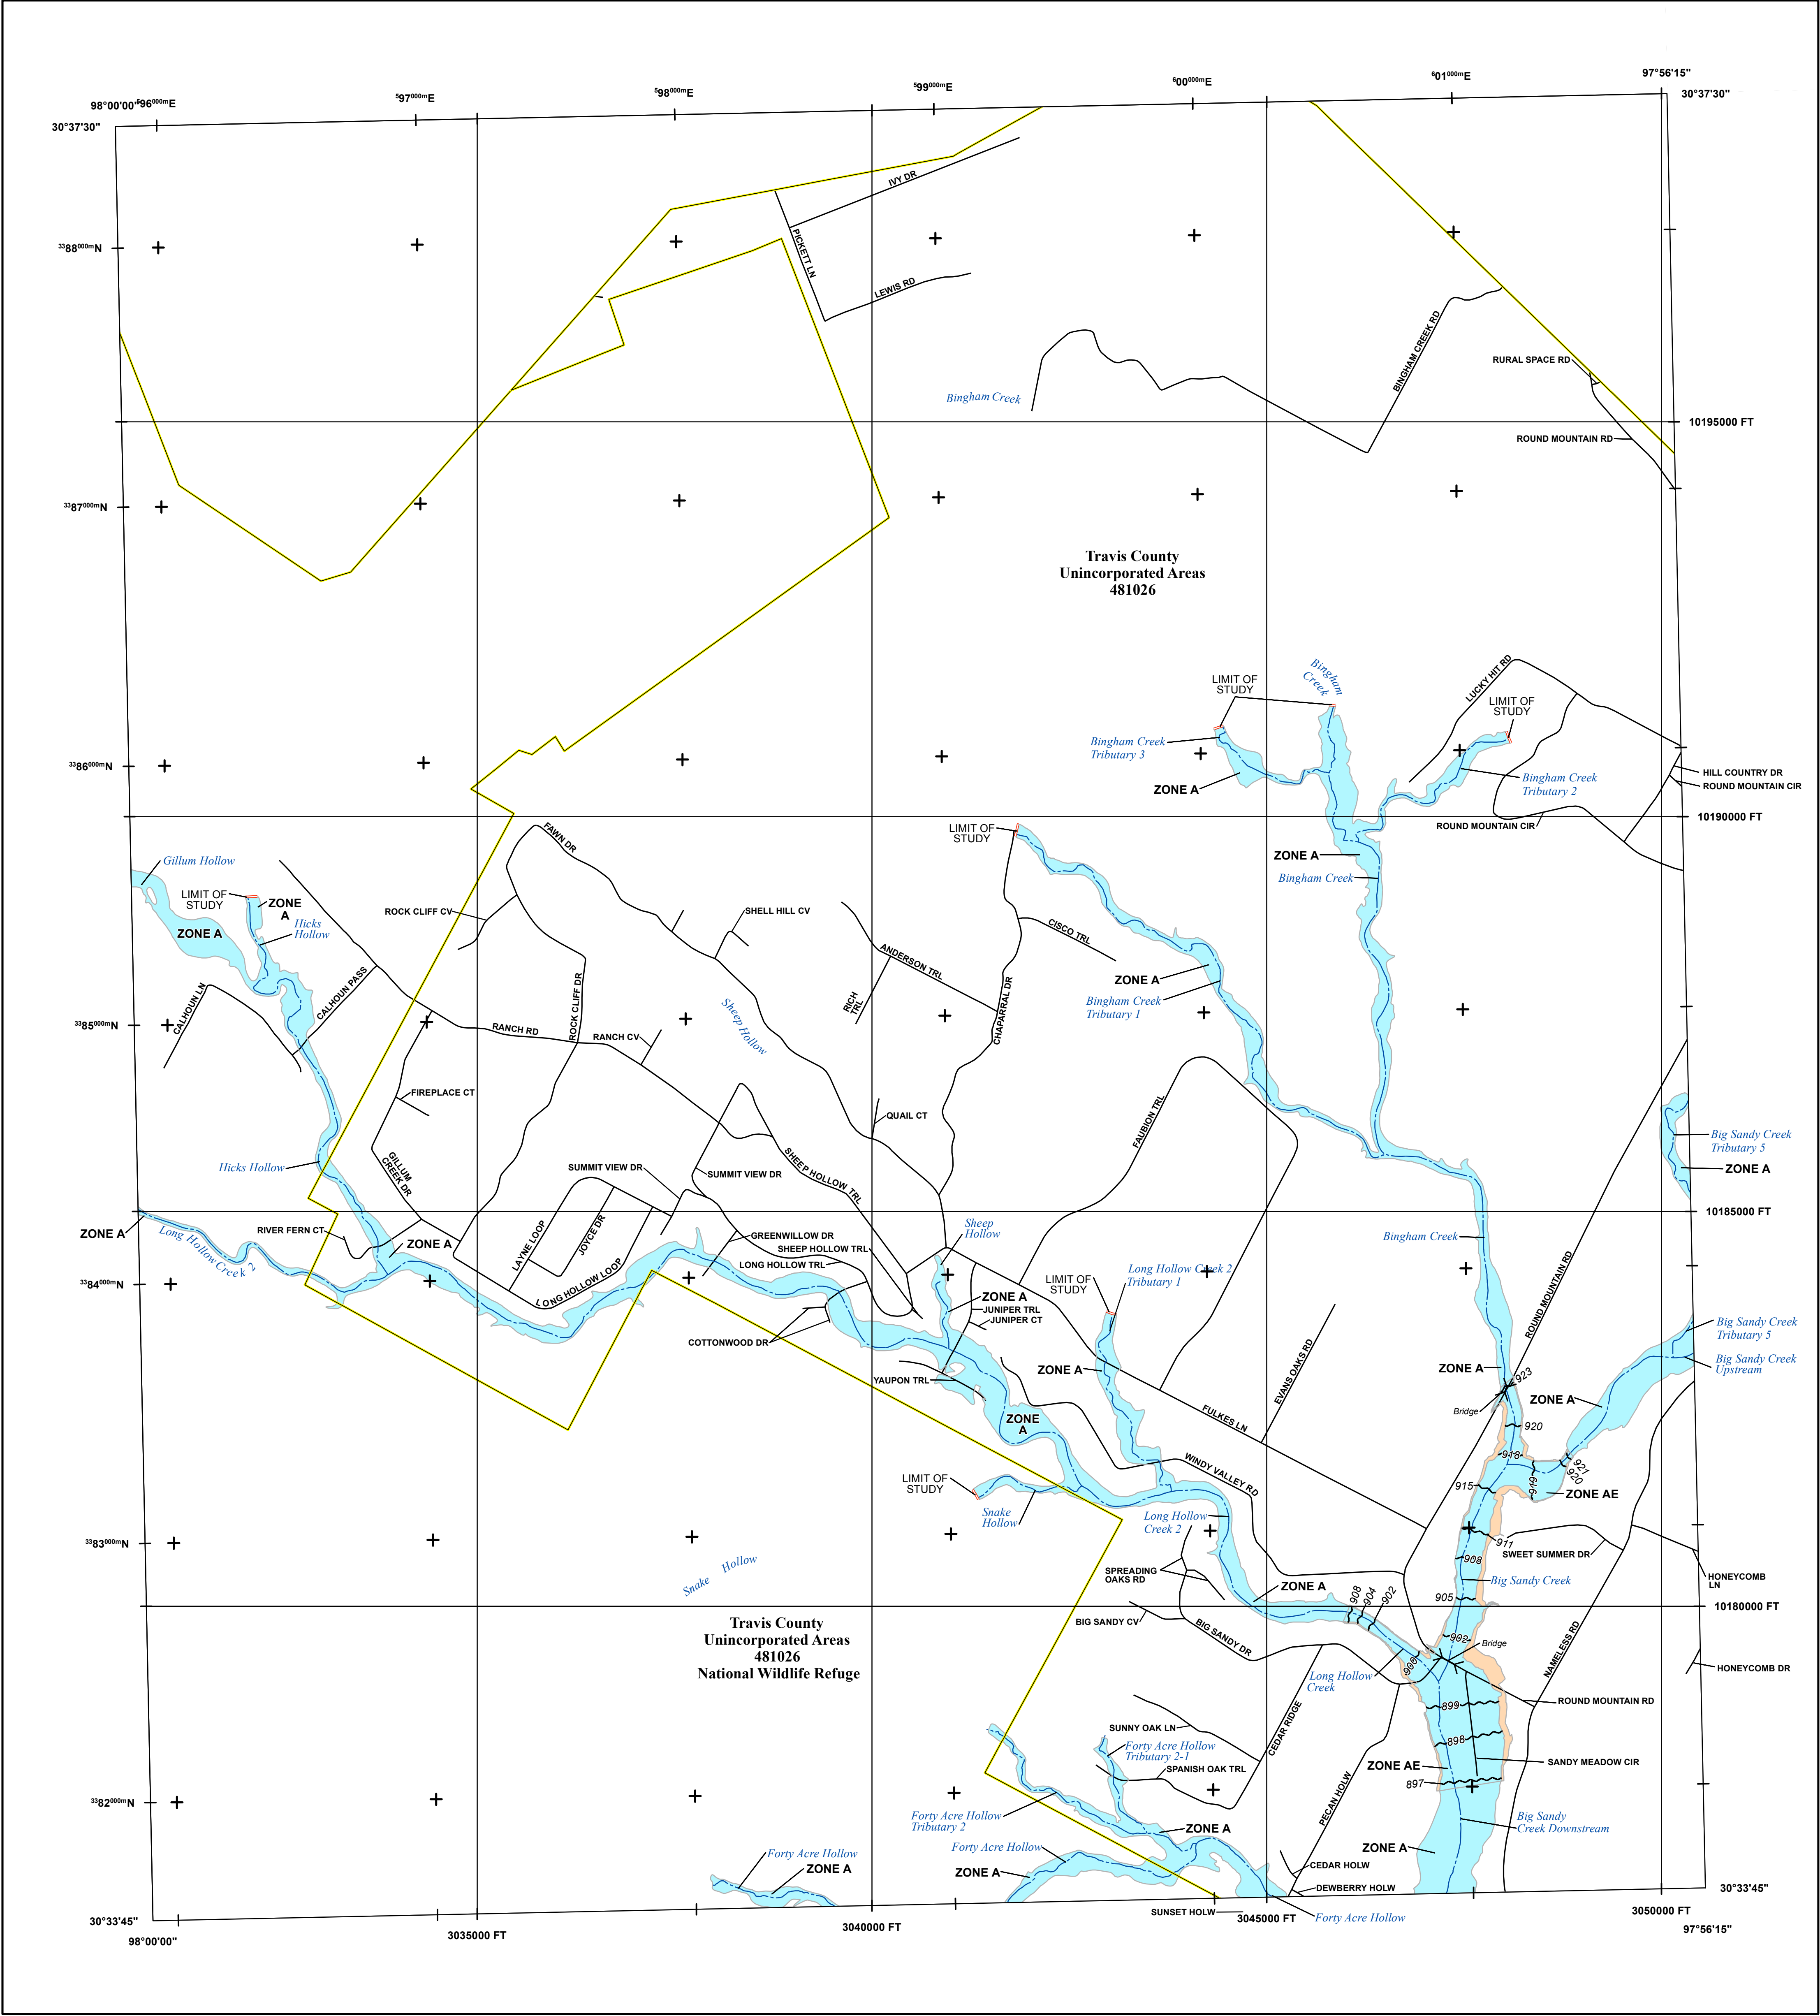 98°00'00"
596000mE
597000mE
598000mE
599000mE
600000mE
601000mE
97°56'15"
30°37'30"
30°37'30"
IVY DR
PICKETT LN
LEWIS RD
3388000mN
BINGHAM CREEK RD
RURAL SPACE RD
Bingham Creek
10195000 FT
ROUND MOUNTAIN RD
3387000mN
Travis County
Unincorporated Areas
481026
LIMIT OF
STUDY
Bingham
Creek
LUCKY HIT RD
LIMIT OF
STUDY
Bingham Creek
Tributary 3
ZONE A
Bingham Creek
Tributary 2
HILL COUNTRY DR
ROUND MOUNTAIN CIR
3386000mN
10190000 FT
ROUND MOUNTAIN CIR
LIMIT OF
STUDY
FAWN DR
ZONE A
Bingham Creek
Gillum Hollow
LIMIT OF
STUDY
ZONE
A
Hicks
Hollow
ZONE A
ROCK CLIFF CV
SHELL HILL CV
CISCO TRL
ANDERSON TRL
RICH
TRL
CHAPARRAL DR
ZONE A
Bingham Creek
Tributary 1
CALHOUN LN
CALHOUN PASS
ROCK CLIFF DR
Sheep Hollow
3385000mN
RANCH RD
RANCH CV
FIREPLACE CT
QUAIL CT
FAUBION TRL
Big Sandy Creek
Tributary 5
ZONE A
Hicks Hollow
GILLUM
CREEK DR
SUMMIT VIEW DR
SUMMIT VIEW DR
SHEEP HOLLOW TRL
10185000 FT
ZONE A
Long Hollow Creek 2
RIVER FERN CT
ZONE A
LAYNE LOOP
JOYCE DR
LONG HOLLOW LOOP
GREENWILLOW DR
SHEEP HOLLOW TRL
LONG HOLLOW TRL
Sheep
Hollow
Bingham Creek
3384000mN
LIMIT OF
STUDY
Long Hollow Creek 2
Tributary 1
ZONE A
JUNIPER TRL
JUNIPER CT
COTTONWOOD DR
ROUND MOUNTAIN RD
Big Sandy Creek
Tributary 5
Big Sandy Creek
Upstream
YAUPON TRL
ZONE A
EVANS OAKS RD
ZONE A
923
ZONE A
Bridge
FULKES LN
920
ZONE
A
918
921
920
919
915
ZONE AE
LIMIT OF
STUDY
WINDY VALLEY RD
Snake
Hollow
Long Hollow
Creek 2
3383000mN
911
SWEET SUMMER DR
908
Snake Hollow
SPREADING
OAKS RD
Big Sandy Creek
HONEYCOMB
LN
ZONE A
908
904
902
905
10180000 FT
Travis County
Unincorporated Areas
481026
National Wildlife Refuge
BIG SANDY CV
BIG SANDY DR
902
Bridge
NAMELESS RD
900
Long Hollow
Creek
HONEYCOMB DR
ROUND MOUNTAIN RD
899
SUNNY OAK LN
CEDAR RIDGE
898
Forty Acre Hollow
Tributary 2-1
SPANISH OAK TRL
ZONE AE
SANDY MEADOW CIR
897
PECAN HOLW
3382000mN
Forty Acre Hollow
Tributary 2
ZONE A
Big Sandy
Creek Downstream
Forty Acre Hollow
ZONE A
Forty Acre Hollow
ZONE A
ZONE A
CEDAR HOLW
DEWBERRY HOLW
30°33'45"
30°33'45"
SUNSET HOLW
Forty Acre Hollow
98°00'00"
3035000 FT
3040000 FT
3045000 FT
3050000 FT
97°56'15"